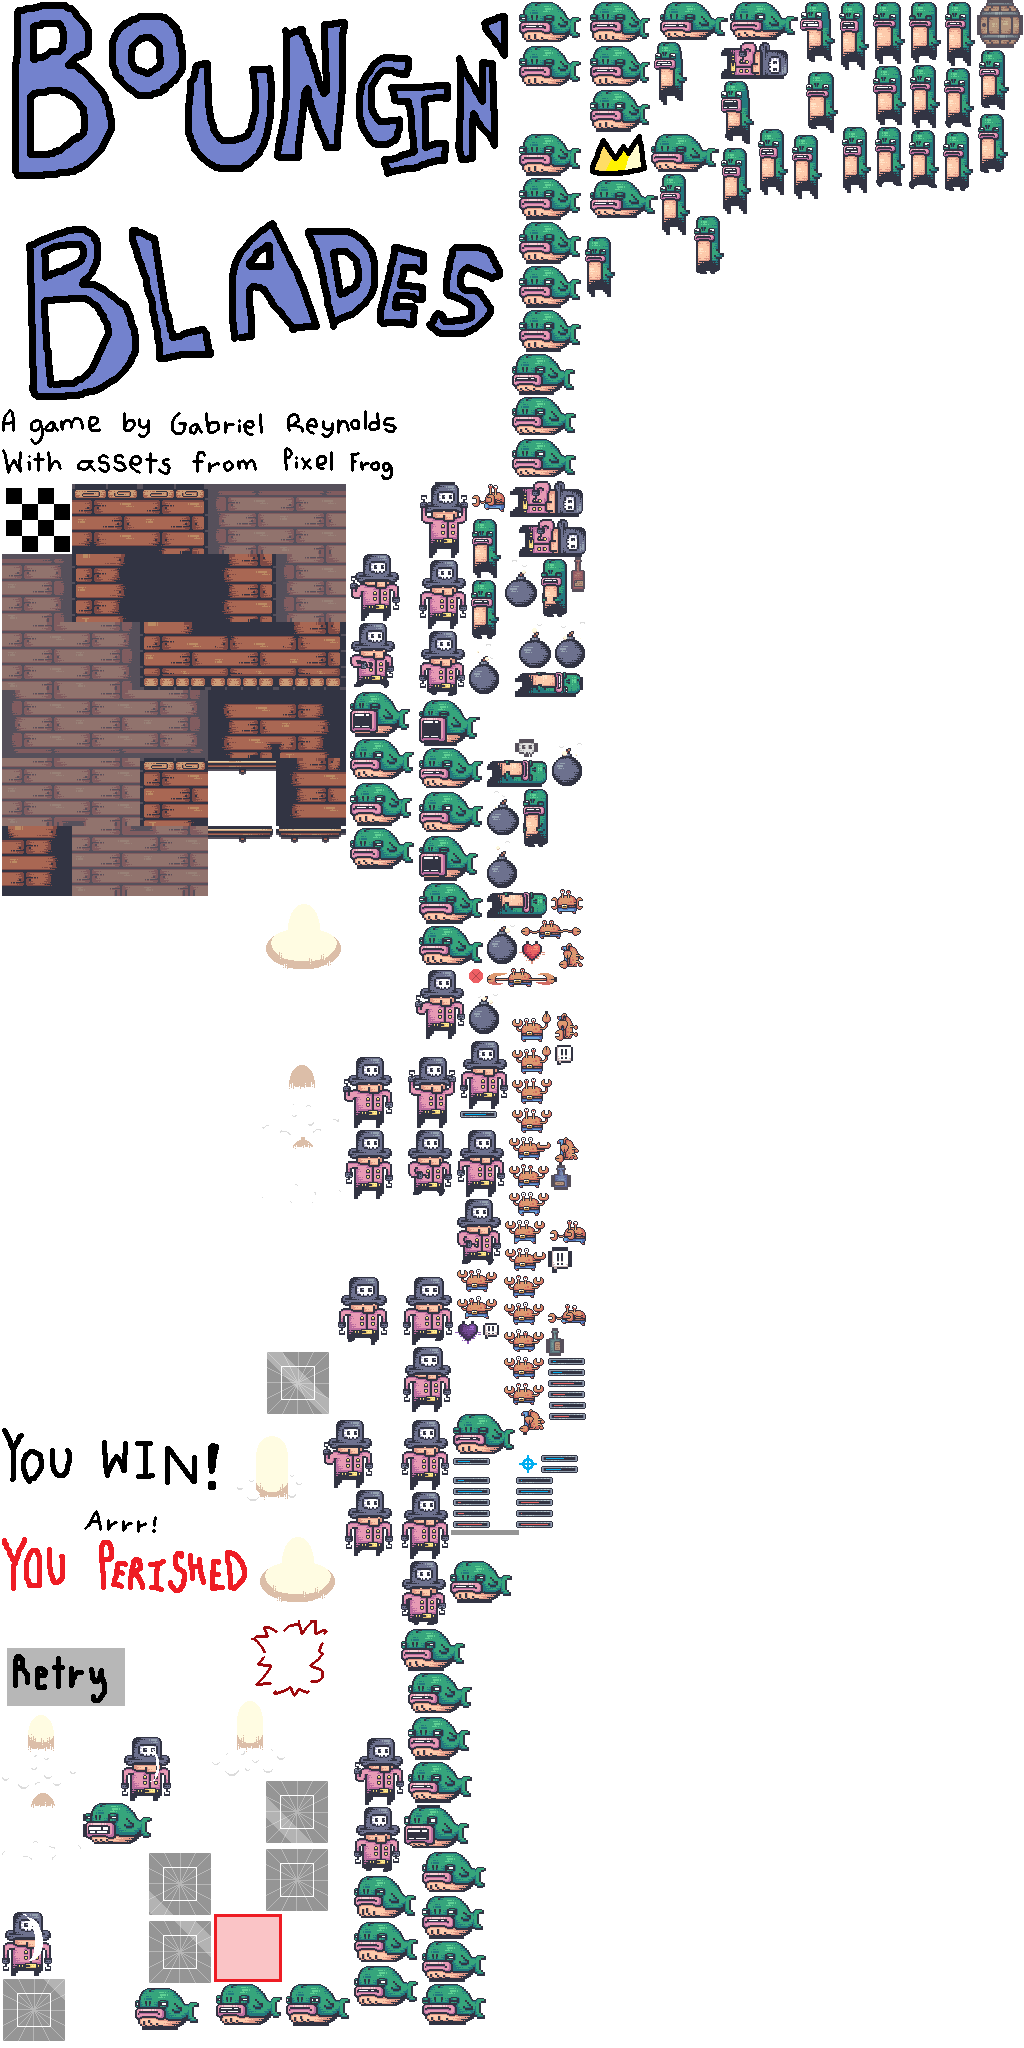 BOUNGIN'
BLADES
A game by Gabriel Reynolds
With assets from Pixel Frog
!!
!!
!!
YOU WIN!
Arrr!
YOU PERISHED
Retry